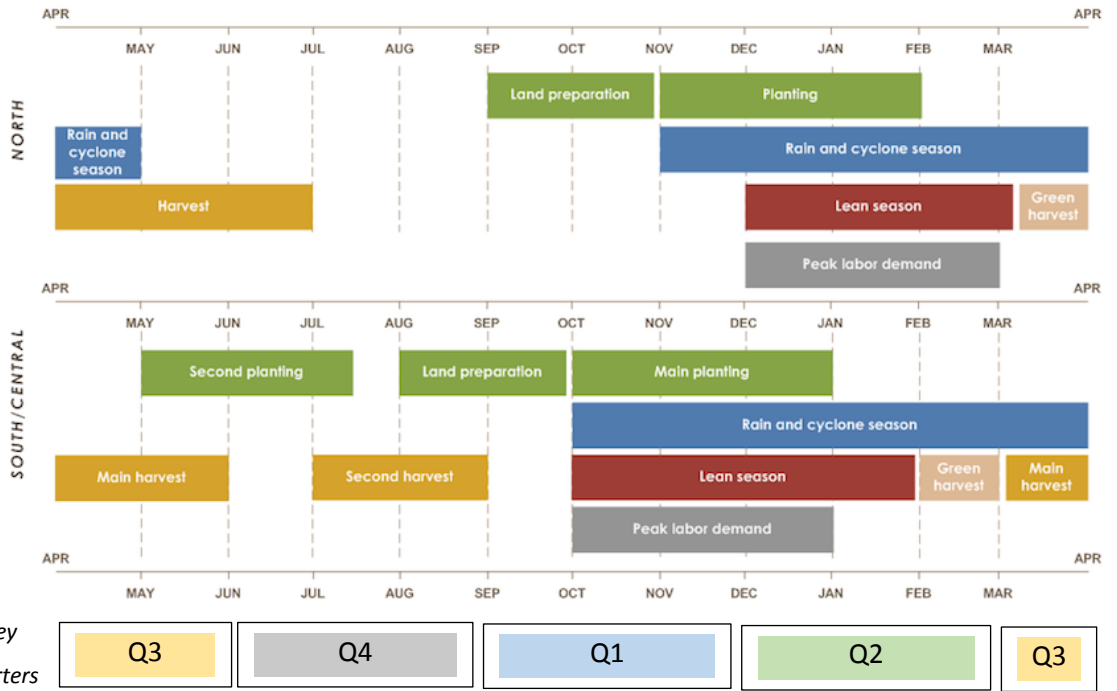 APR APR
MAY JUN JUL AUG SEP OCT NOV DEC JAN FEB MAR
NORTH
Land preparation Planting
Rain and
cyclone
season
Rain and cyclone season
Harvest Lean season
Green
harvest
Peak labor demand
APR APR
MAY JUN JUL AUG SEP OCT NOV DEC JAN FEB MAR
SOUTH/CENTRAL
Second planting Land preparation Main planting
Rain and cyclone season
Main harvest Second harvest Lean season
Green
harvest
Main
harvest
Peak labor demand
APR APR
MAY JUN JUL AUG SEP OCT NOV DEC JAN FEB MAR
Q3 Q4 Q1 Q2 Q3